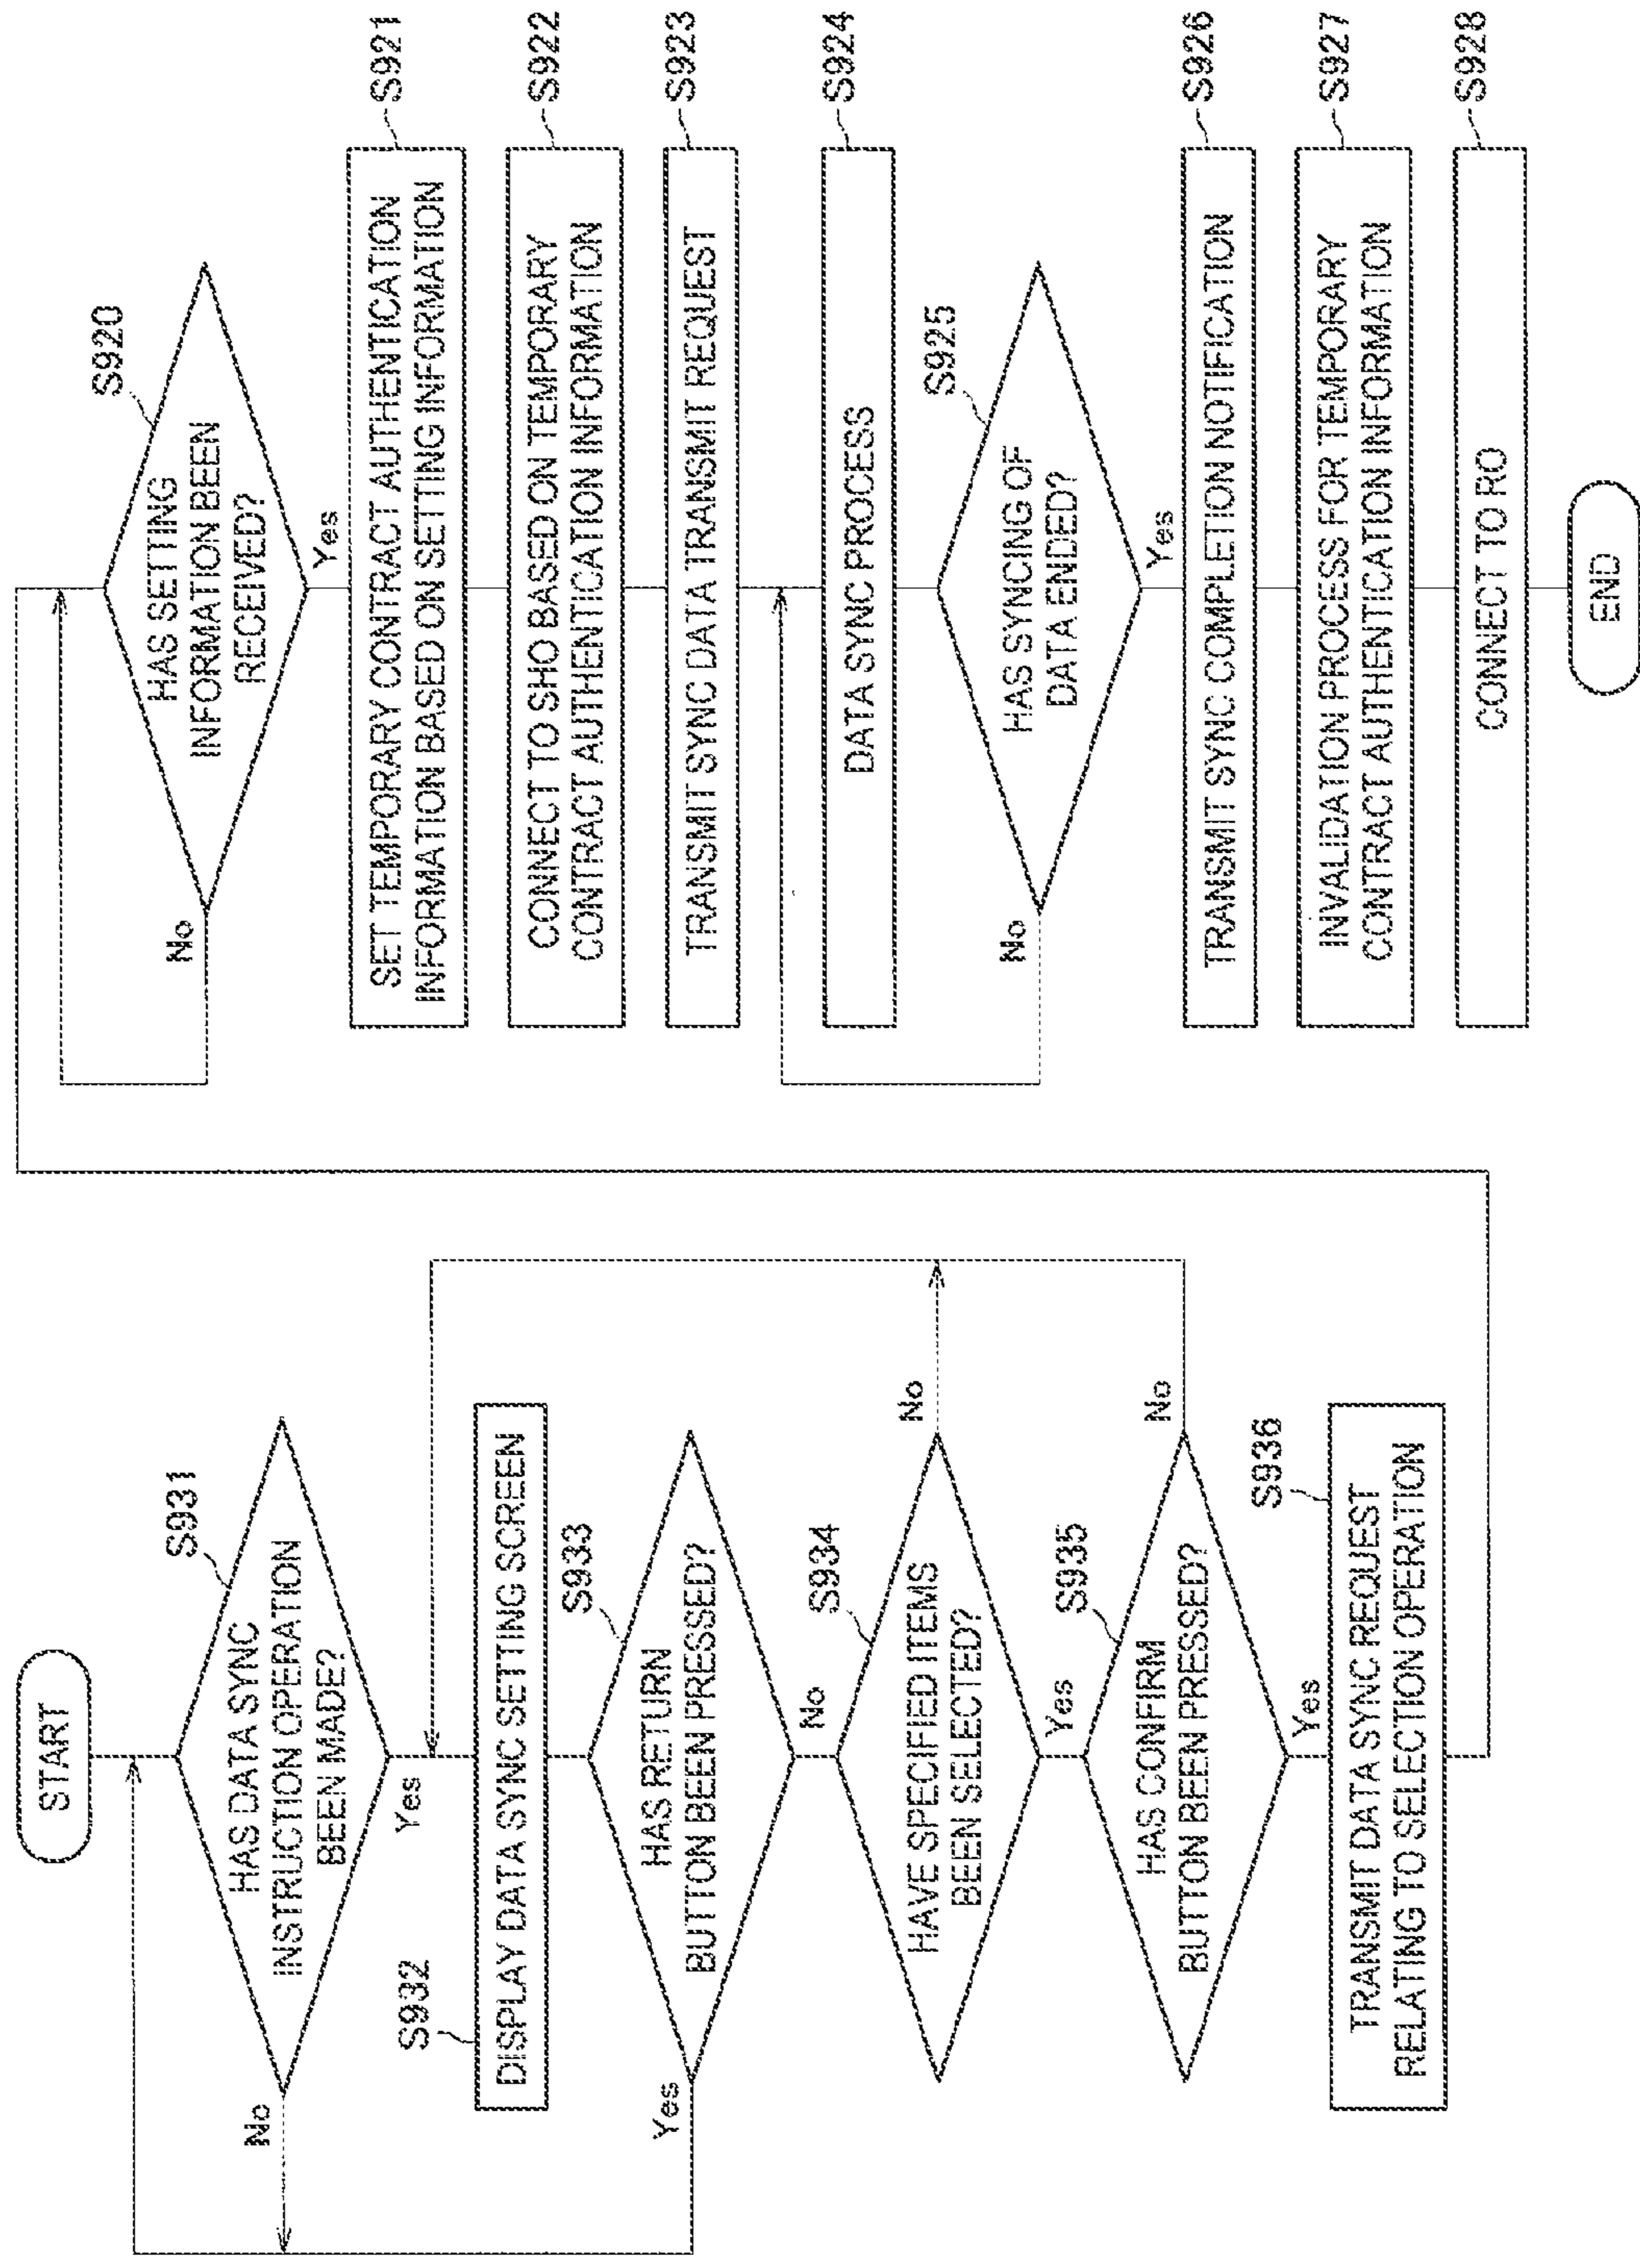 START
S931
HAS DATA SYNC
INSTRUCTION OPERATION
BEEN MADE?
No
Yes
S932
DISPLAY DATA SYNC SETTING SCREEN
S933
HAS RETURN
BUTTON BEEN PRESSED?
Yes
No
S934
HAVE SPECIFIED ITEMS
BEEN SELECTED?
No
Yes
S935
HAS CONFIRM
BUTTON BEEN PRESSED?
No
Yes
S936
TRANSMIT DATA SYNC REQUEST
RELATING TO SELECTION OPERATION
S920
HAS SETTING
INFORMATION BEEN
RECEIVED?
No
Yes
S921
SET TEMPORARY CONTRACT AUTHENTICATION
INFORMATION BASED ON SETTING INFORMATION
S922
CONNECT TO SHO BASED ON TEMPORARY
CONTRACT AUTHENTICATION INFORMATION
S923
TRANSMIT SYNC DATA TRANSMIT REQUEST
S924
DATA SYNC PROCESS
S925
HAS SYNCING OF
DATA ENDED?
No
Yes
S926
TRANSMIT SYNC COMPLETION NOTIFICATION
S927
INVALIDATION PROCESS FOR TEMPORARY
CONTRACT AUTHENTICATION INFORMATION
S928
CONNECT TO RO
END